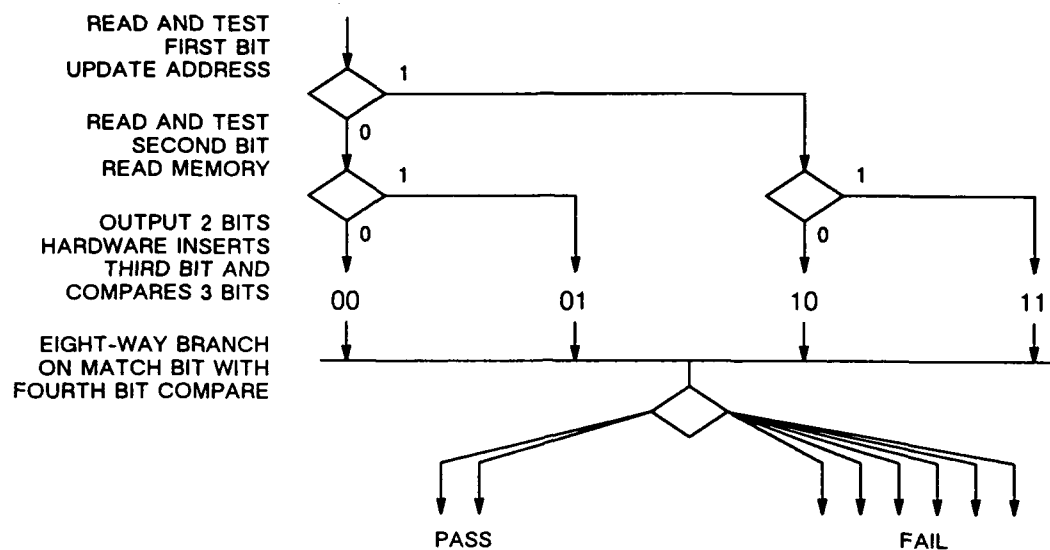 READ AND TEST
FIRST BIT
UPDATE ADDRESS
1
0
READ AND TEST
SECOND BIT
READ MEMORY
1
1
0
0
OUTPUT 2 BITS
HARDWARE INSERTS
THIRD BIT AND
COMPARES 3 BITS
00
01
10
11
EIGHT-WAY BRANCH
ON MATCH BIT WITH
FOURTH BIT COMPARE
PASS
FAIL